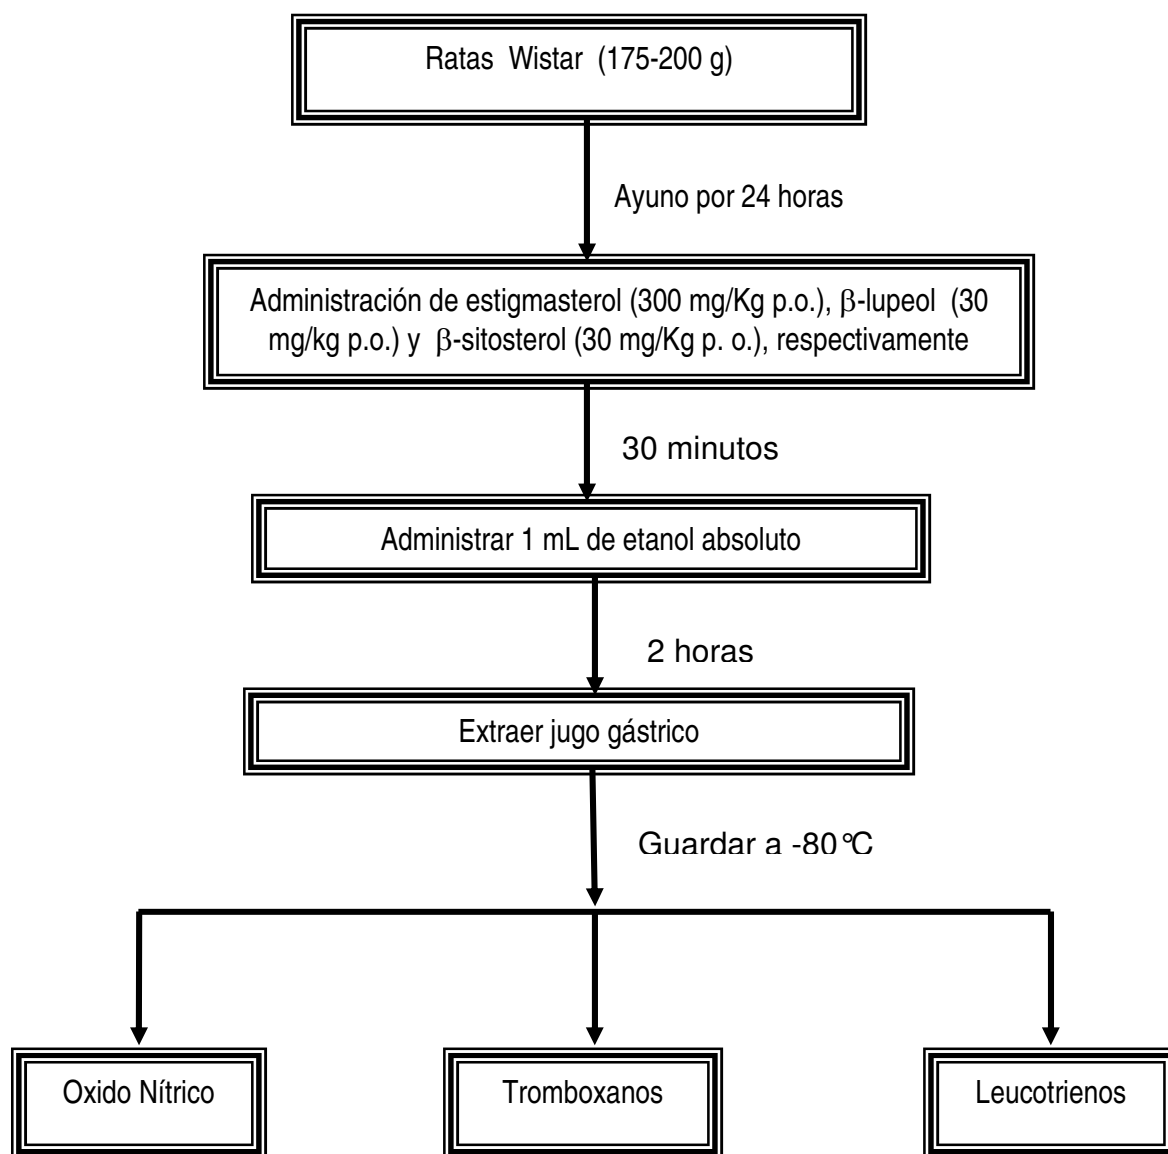 Ratas Wistar (175-200 g)
Ayuno por 24 horas
Administración de estigmasterol (300 mg/Kg p.o.), β-lupeol (30
mg/kg p.o.) y β-sitosterol (30 mg/Kg p. o.), respectivamente
30 minutos
Administrar 1 mL de etanol absoluto
2 horas
Extraer jugo gástrico
Guardar a -80°C
Oxido Nítrico
Tromboxanos
Leucotrienos